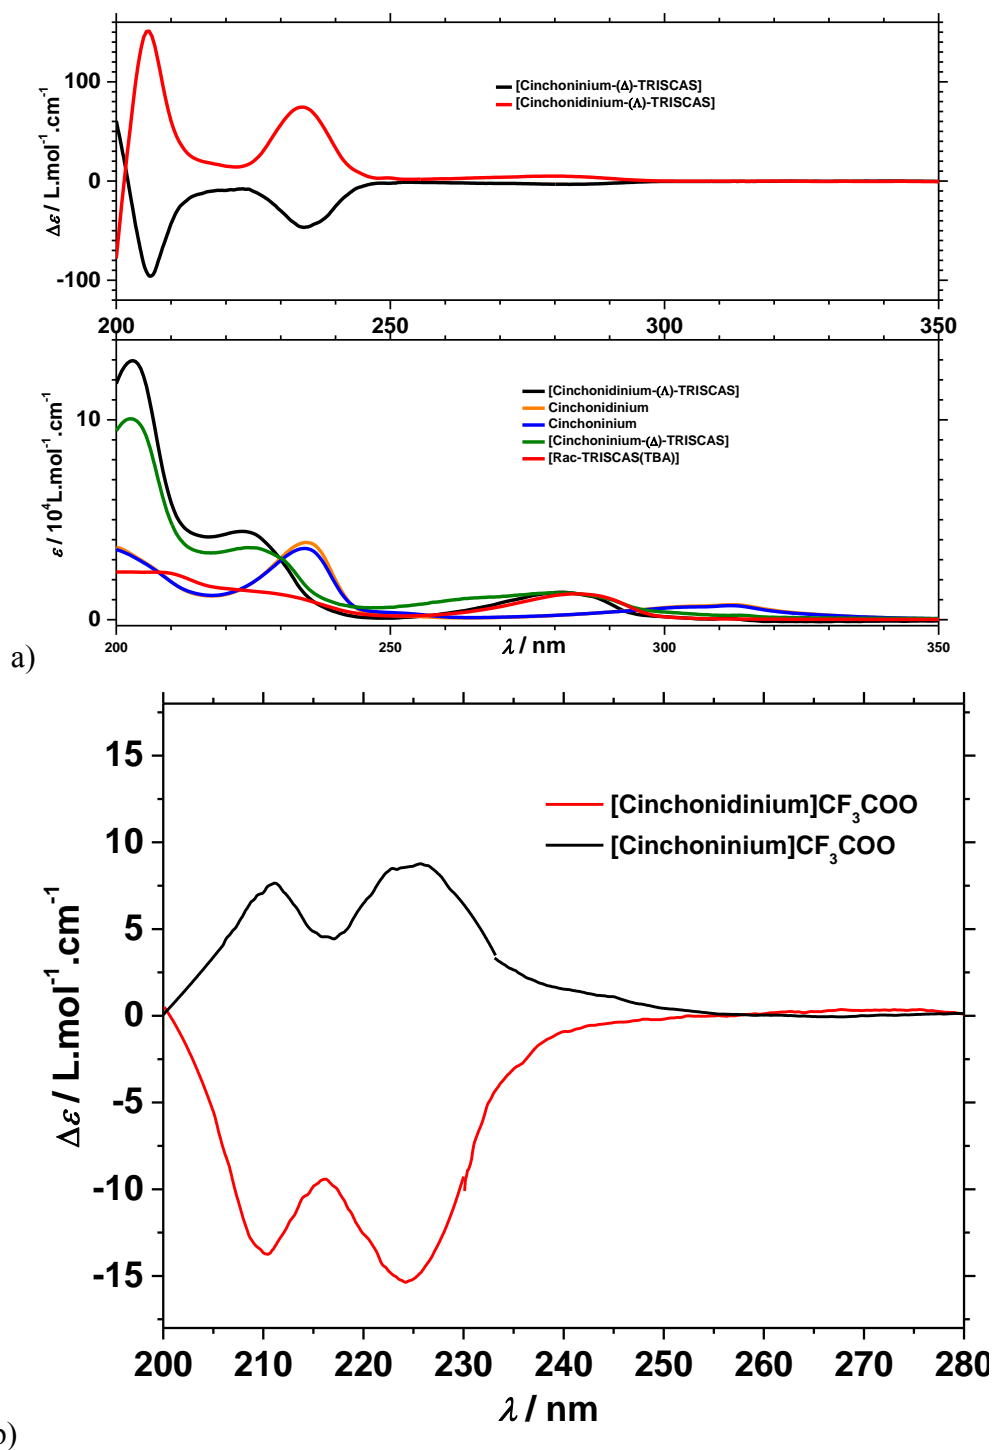 a)
100
0
-100
Δε / L.mol-1.cm-1
[Cinchoninium-(Δ)-TRISCAS]
[Cinchonidinium-(Λ)-TRISCAS]
200 250 300 350
10
0
ε / 10⁴L.mol-1.cm-1
[Cinchonidinium-(Λ)-TRISCAS]
Cinchonidinium
Cinchoninium
[Cinchoninium-(Δ)-TRISCAS]
[Rac-TRISCAS(TBA)]
200 250 300 350
λ / nm
15
10
5
0
-5
-10
-15
Δε / L.mol-1.cm-1
[Cinchonidinium]CF3COO
[Cinchoninium]CF3COO
200 210 220 230 240 250 260 270 280
λ / nm